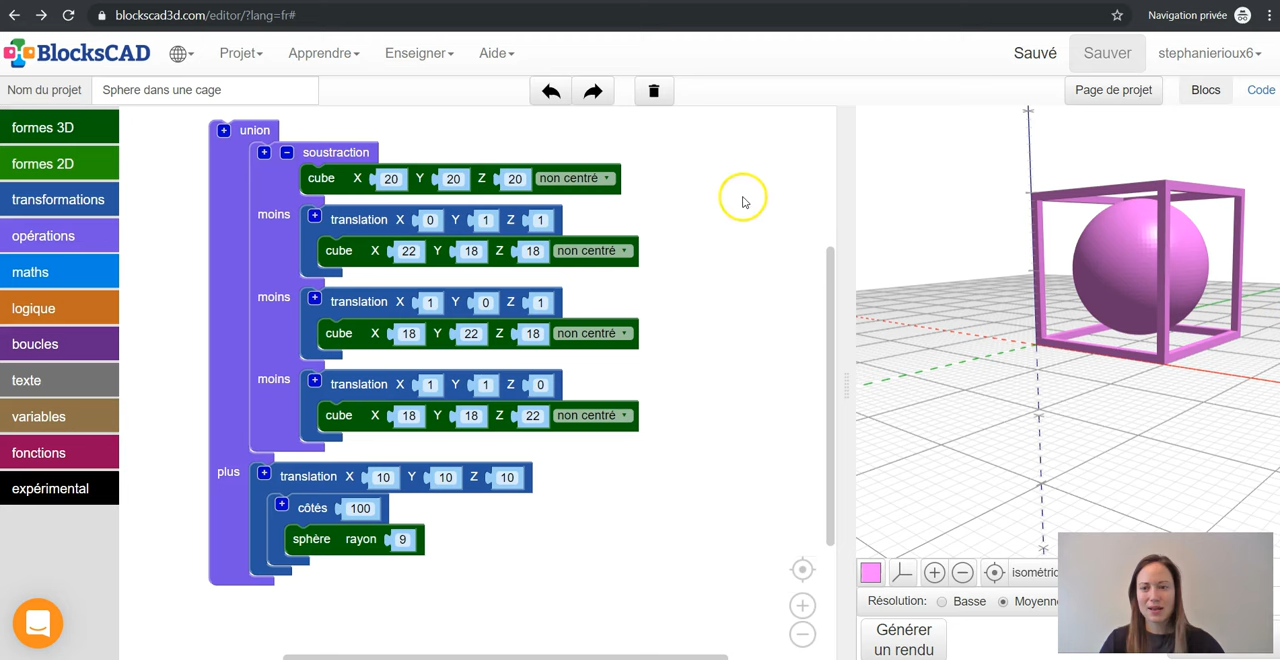 blockscad3d.com/editor/?lang=fr#
Navigation privée
BlocksCAD
Projet
Apprendre
Enseigner
Aide
Sauvé
Sauver
stephanierioux6
Nom du projet
Sphere dans une cage
Page de projet
Blocs
Code
formes 3D
formes 2D
transformations
opérations
maths
logique
boucles
texte
variables
fonctions
expérimental
+ union
+ − soustraction
cube X 20 Y 20 Z 20 non centré
moins + translation X 0 Y 1 Z 1
cube X 22 Y 18 Z 18 non centré
moins + translation X 1 Y 0 Z 1
cube X 18 Y 22 Z 18 non centré
moins + translation X 1 Y 1 Z 0
cube X 18 Y 18 Z 22 non centré
plus + translation X 10 Y 10 Z 10
+ côtés 100
sphère rayon 9
isométri
Résolution: Basse Moyenn
Générer
un rendu